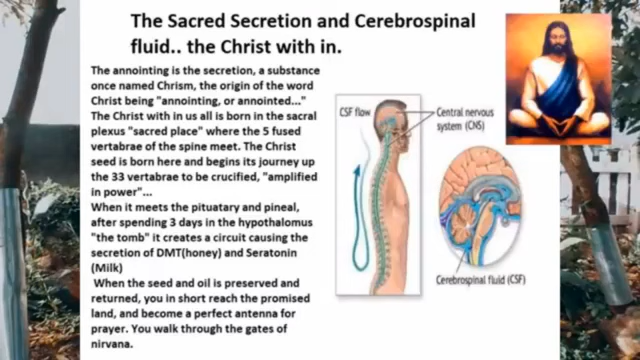 The Sacred Secretion and Cerebrospinal
fluid.. the Christ with in.
The annointing is the secretion, a substance
once named Chrism, the origin of the word
Christ being "annointing, or annointed..."
The Christ with in us all is born in the sacral
plexus "sacred place" where the 5 fused
vertabrae of the spine meet. The Christ
seed is born here and begins its journey up
the 33 vertabrae to be crucified, "amplified
in power"...
When it meets the pituatary and pineal,
after spending 3 days in the hypothalomus
"the tomb" it creates a circuit causing the
secretion of DMT(honey) and Seratonin
(Milk)
When the seed and oil is preserved and
returned, you in short reach the promised
land, and become a perfect antenna for
prayer. You walk through the gates of
nirvana.
CSF flow
Central nervous
system (CNS)
Cerebrospinal fluid (CSF)